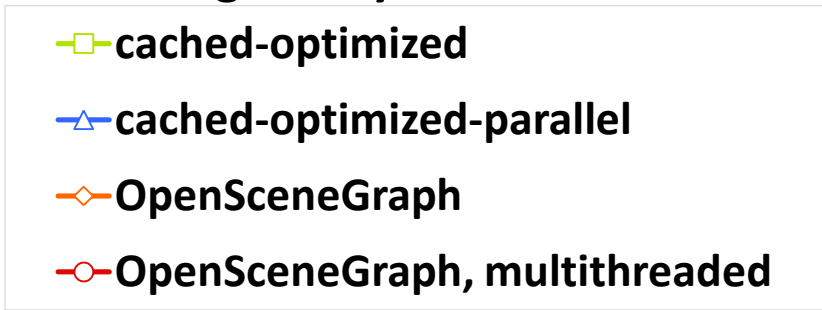 cached-optimized
cached-optimized-parallel
OpenSceneGraph
OpenSceneGraph, multithreaded